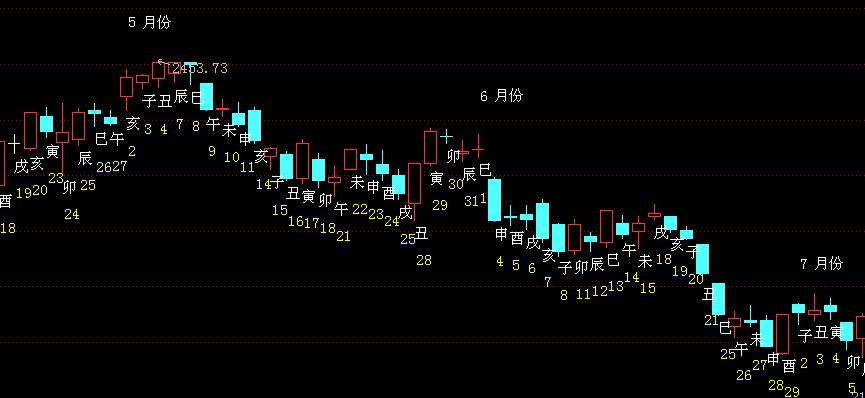 5 月份
2453.73
6 月份
7 月份
酉 戌 亥 寅 卯 辰 巳 午 亥 子 丑 辰 巳 午 未 申 亥 子 丑 寅 卯 午 未 申 酉 戌 丑 寅 卯 辰 巳 申 酉 戌 亥 子 卯 辰 巳 午 未 戌 亥 子 丑 巳 午 未 申 酉 子 丑 寅 卯
18 19 20 23 24 25 26 27 2 3 4 7 8 9 10 11 14 15 16 17 18 21 22 23 24 25 28 29 30 31 1 4 5 6 7 8 11 12 13 14 15 18 19 20 21 25 26 27 28 29 2 3 4 5